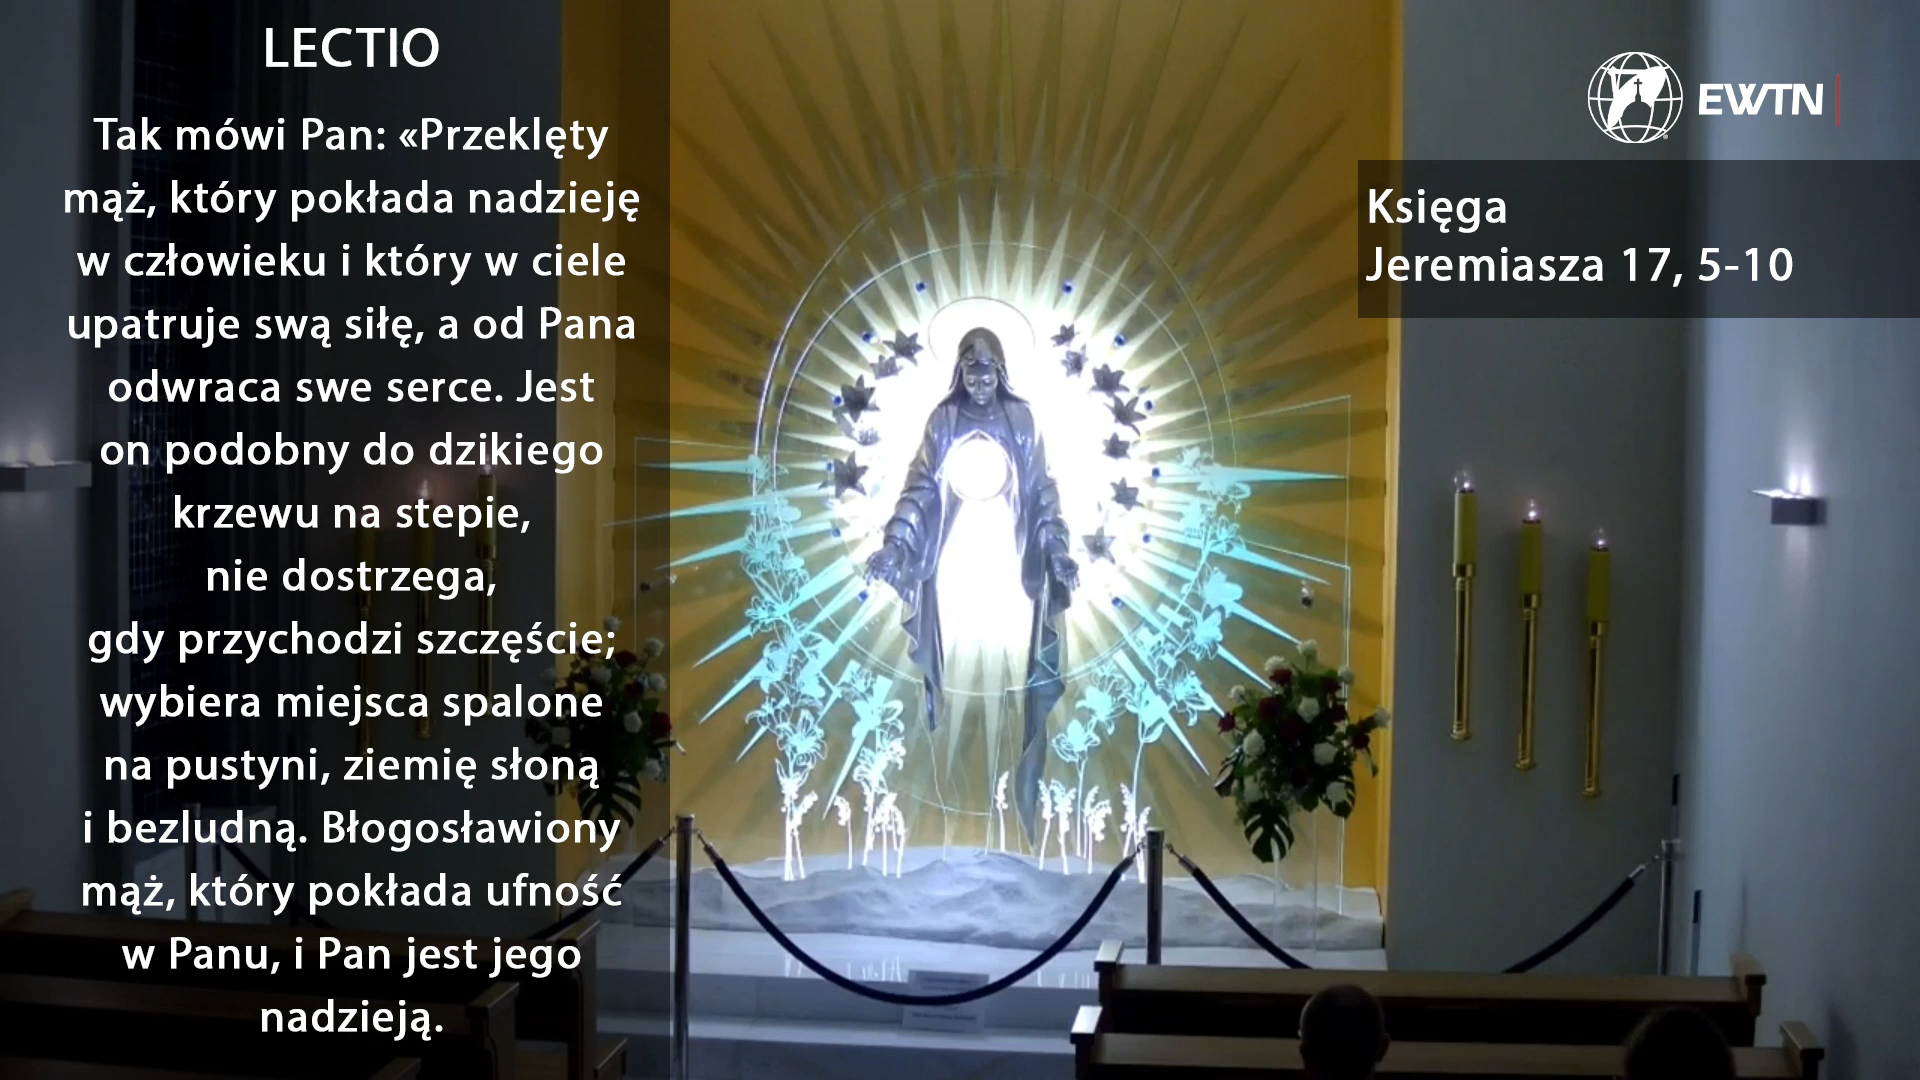 LECTIO
Tak mówi Pan: «Przeklęty
mąż, który pokłada nadzieję
w człowieku i który w ciele
upatruje swą siłę, a od Pana
odwraca swe serce. Jest
on podobny do dzikiego
krzewu na stepie,
nie dostrzega,
gdy przychodzi szczęście;
wybiera miejsca spalone
na pustyni, ziemię słoną
i bezludną. Błogosławiony
mąż, który pokłada ufność
w Panu, i Pan jest jego
nadzieją.
EWTN
Księga
Jeremiasza 17, 5-10